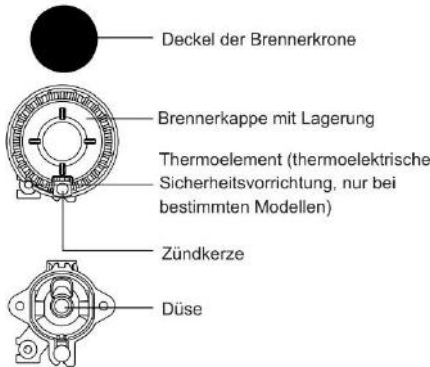 Deckel der Brennerkrone
Brennerkappe mit Lagerung
Thermoelement (thermoelektrische
Sicherheitsvorrichtung, nur bei
bestimmten Modellen)
Zündkerze
Düse